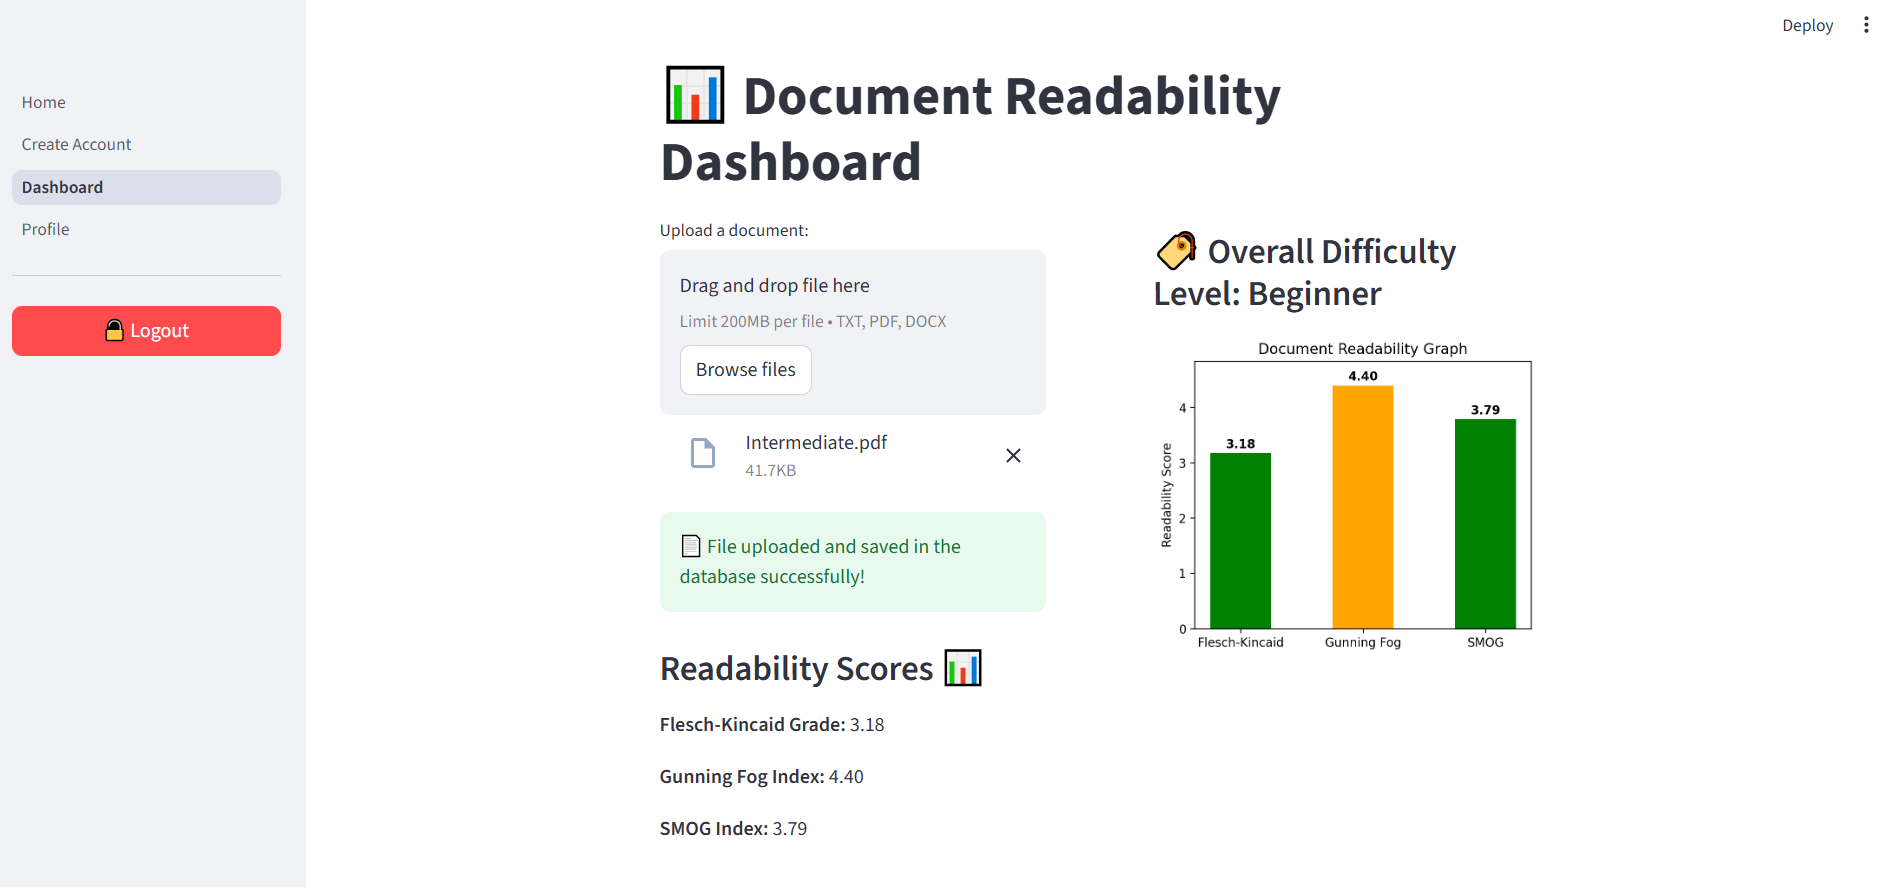 Deploy
Home
Create Account
Dashboard
Profile
Logout
Document Readability
Dashboard
Upload a document:
Drag and drop file here
Limit 200MB per file • TXT, PDF, DOCX
Browse files
Intermediate.pdf
41.7KB
File uploaded and saved in the
database successfully!
Readability Scores
Flesch-Kincaid Grade: 3.18
Gunning Fog Index: 4.40
SMOG Index: 3.79
Overall Difficulty
Level: Beginner
Document Readability Graph
Readability Score
4
3
2
1
0
3.18
4.40
3.79
Flesch-Kincaid
Gunning Fog
SMOG